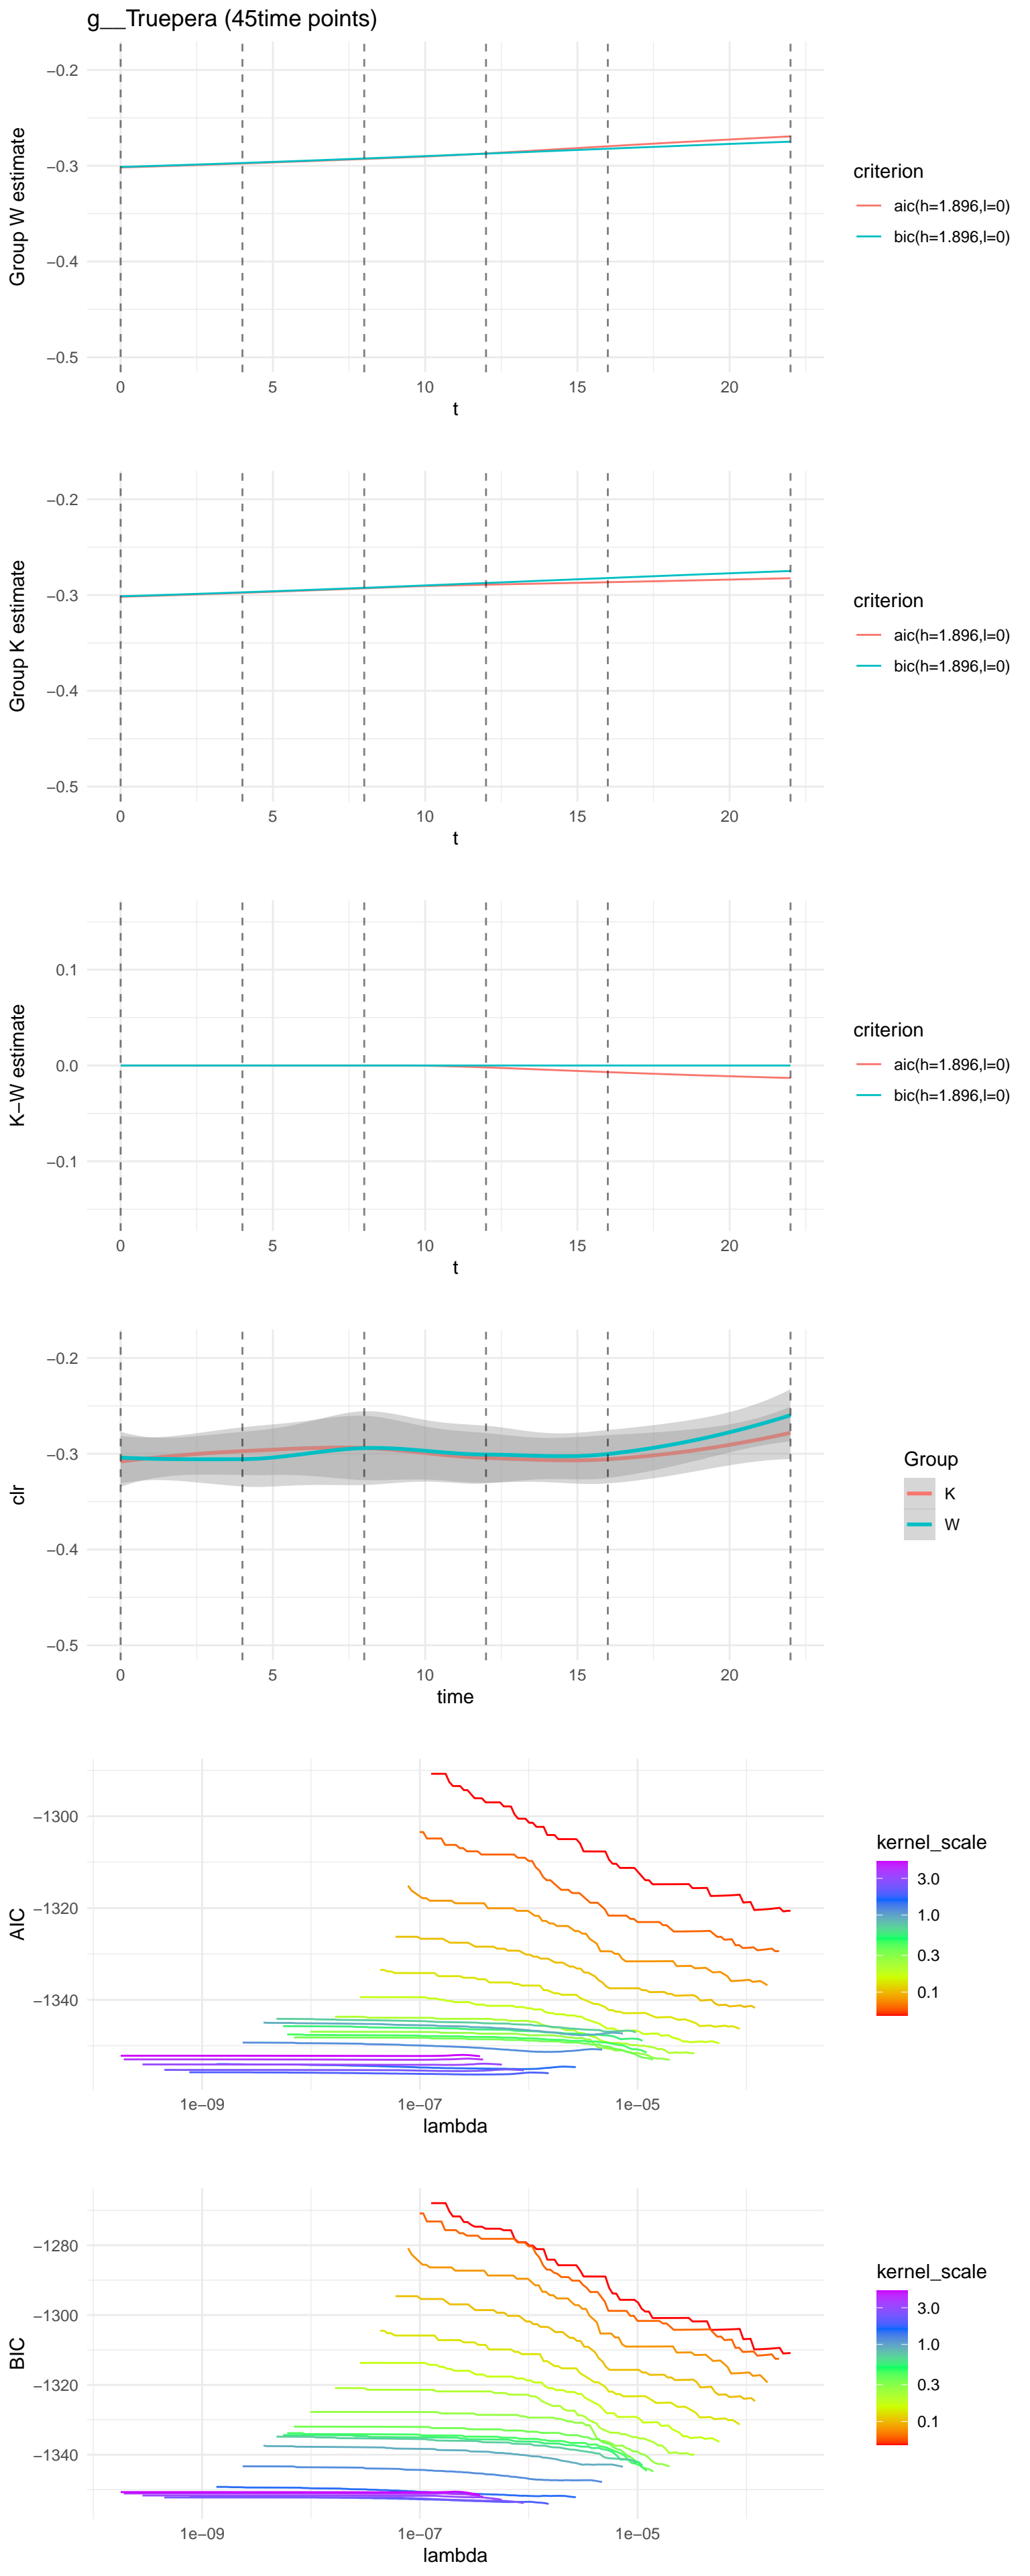 g__Truepera (45time points)
Group W estimate
−0.2
−0.3
−0.4
−0.5
0 5 10 15 20
t
criterion
aic(h=1.896,l=0)
bic(h=1.896,l=0)
Group K estimate
−0.2
−0.3
−0.4
−0.5
0 5 10 15 20
t
criterion
aic(h=1.896,l=0)
bic(h=1.896,l=0)
K−W estimate
0.1
0.0
−0.1
0 5 10 15 20
t
criterion
aic(h=1.896,l=0)
bic(h=1.896,l=0)
clr
−0.2
−0.3
−0.4
−0.5
0 5 10 15 20
time
Group
K
W
AIC
−1300
−1320
−1340
1e−09 1e−07 1e−05
lambda
kernel_scale
3.0
1.0
0.3
0.1
BIC
−1280
−1300
−1320
−1340
1e−09 1e−07 1e−05
lambda
kernel_scale
3.0
1.0
0.3
0.1